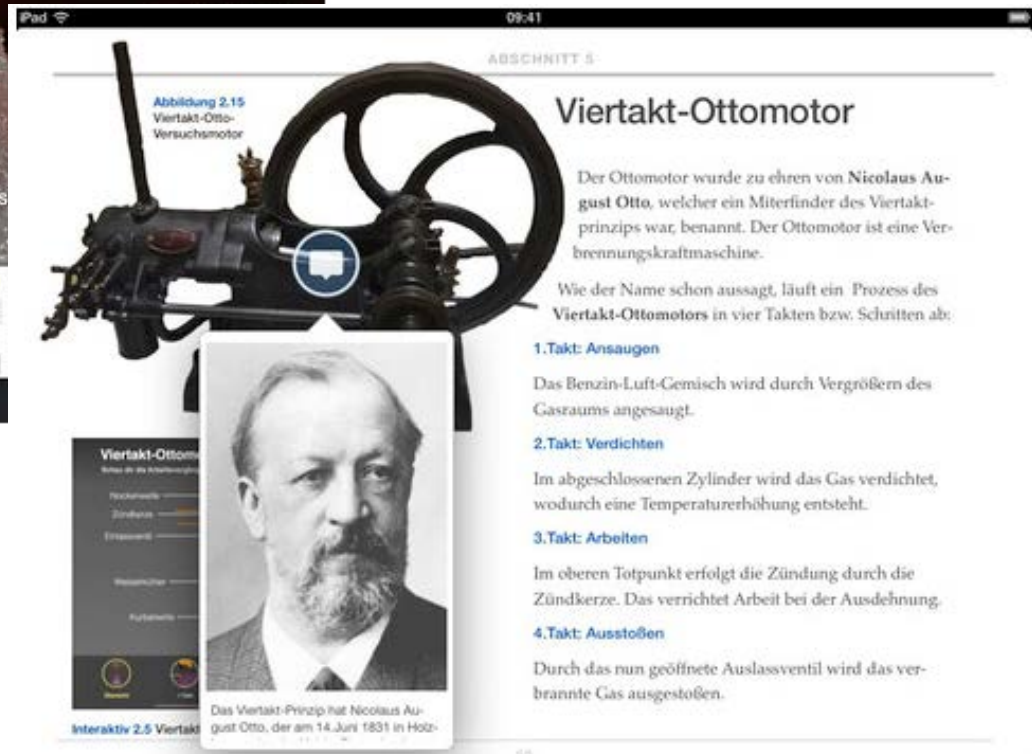 iPad
09:41
ABSCHNITT 5
Abbildung 2.15
Viertakt-Otto-
Versuchsmotor
Viertakt-Ottomotor
Der Ottomotor wurde zu ehren von Nicolaus Au-
gust Otto, welcher ein Miterfinder des Viertakt-
prinzips war, benannt. Der Ottomotor ist eine Ver-
brennungskraftmaschine.
Wie der Name schon aussagt, läuft ein Prozess des
Viertakt-Ottomotors in vier Takten bzw. Schritten ab:
1.Takt: Ansaugen
Das Benzin-Luft-Gemisch wird durch Vergrößern des
Gasraums angesaugt.
2.Takt: Verdichten
Im abgeschlossenen Zylinder wird das Gas verdichtet,
wodurch eine Temperaturerhöhung entsteht.
3.Takt: Arbeiten
Im oberen Totpunkt erfolgt die Zündung durch die
Zündkerze. Das verrichtet Arbeit bei der Ausdehnung.
4.Takt: Ausstoßen
Durch das nun geöffnete Auslassventil wird das ver-
brannte Gas ausgestoßen.
Viertakt-Ottomo
Nockenwelle
Zündkerze
Einlassventil
Kurbelwelle
Übersicht
Das Viertakt-Prinzip hat Nicolaus Au-
gust Otto, der am 14.Juni 1831 in Holz-
Interaktiv 2.5 Viertakt